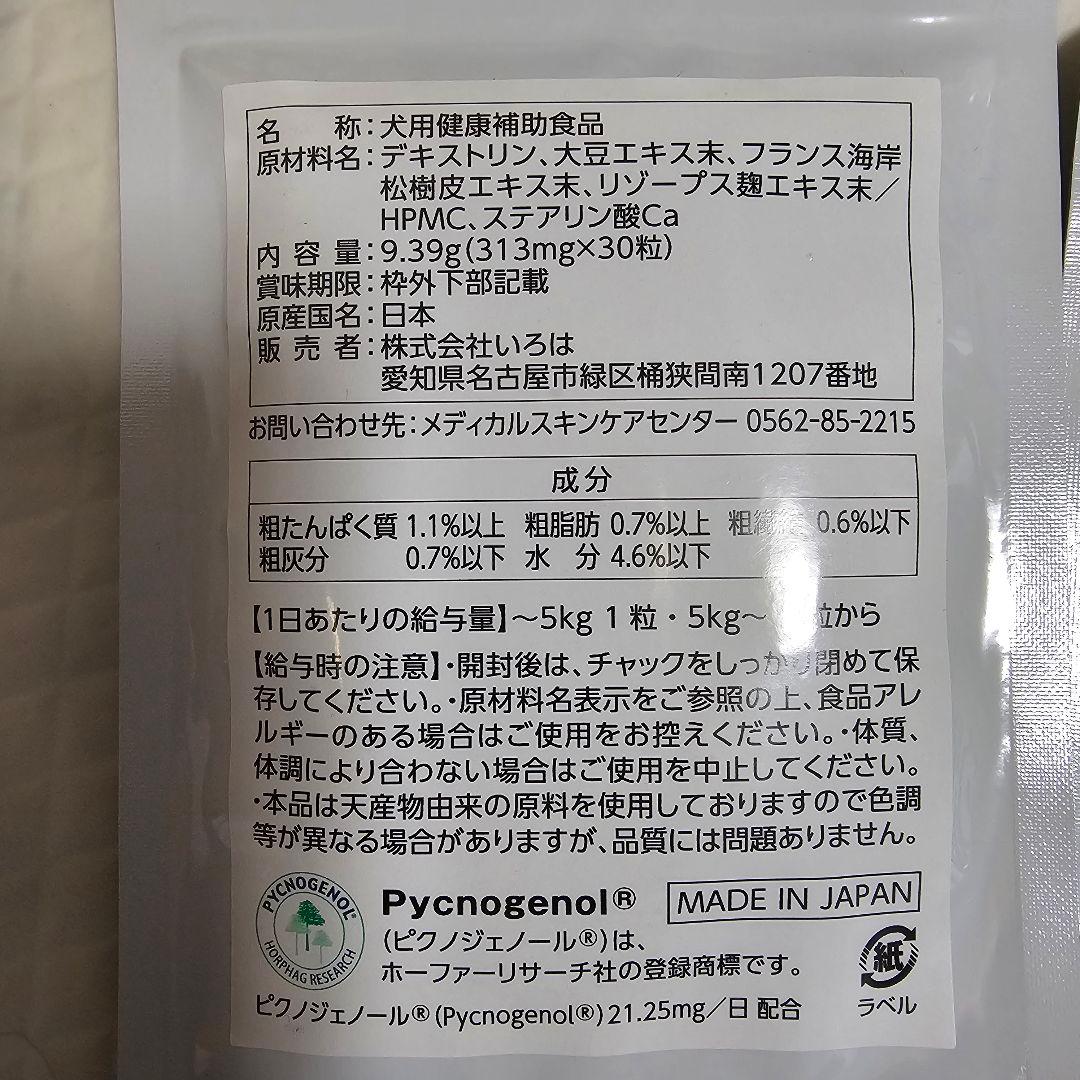 名 称:犬用健康補助食品
原材料名:デキストリン、大豆エキス末、フランス海岸
松樹皮エキス末、リゾープス麹エキス末/
HPMC、ステアリン酸Ca
内容量:9.39g(313mg×30粒)
賞味期限:枠外下部記載
原産国名:日本
販売者:株式会社いろは
愛知県名古屋市緑区桶狭間南1207番地
お問い合わせ先:メディカルスキンケアセンター 0562-85-2215
成分
粗たんぱく質 1.1%以上 粗脂肪 0.7%以上 粗 0.6%以下
粗灰分 0.7%以下 水 分 4.6%以下
【1日あたりの給与量】~5kg 1粒・5kg~ 粒から
【給与時の注意】・開封後は、チャックをしっかり閉めて保
存してください。・原材料名表示をご参照の上、食品アレ
ルギーのある場合はご使用をお控えください。・体質、
体調により合わない場合はご使用を中止してください。
・本品は天産物由来の原料を使用しておりますので色調
等が異なる場合がありますが、品質には問題ありません。
PYCNOGENOL®
HORPHAG RESEARCH
Pycnogenol®
MADE IN JAPAN
(ピクノジェノール®)は、
ホーファーリサーチ社の登録商標です。
紙
ラベル
ピクノジェノール®(Pycnogenol®)21.25mg/日 配合